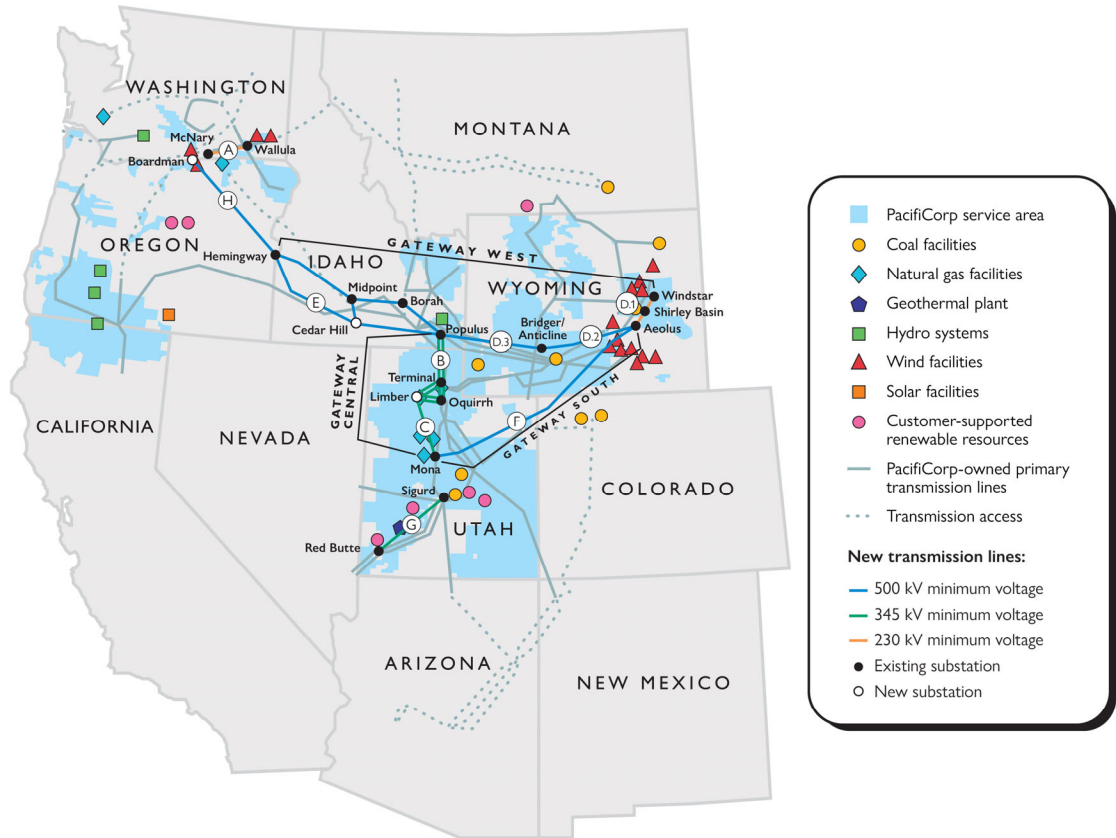 WASHINGTON
MONTANA
McNary
A
Wallula
Boardman
H
OREGON
GATEWAY WEST
Hemingway
IDAHO
WYOMING
Midpoint
Borah
E
D.1
Windstar
Shirley Basin
Cedar Hill
Populus
Bridger/
Anticline
D.3
D.2
Aeolus
B
GATEWAY
CENTRAL
Terminal
Limber
Oquirrh
GATEWAY SOUTH
F
C
CALIFORNIA
NEVADA
Mona
COLORADO
Sigurd
G
UTAH
Red Butte
ARIZONA
NEW MEXICO
PacifiCorp service area
Coal facilities
Natural gas facilities
Geothermal plant
Hydro systems
Wind facilities
Solar facilities
Customer-supported
renewable resources
PacifiCorp-owned primary
transmission lines
Transmission access
New transmission lines:
500 kV minimum voltage
345 kV minimum voltage
230 kV minimum voltage
Existing substation
New substation